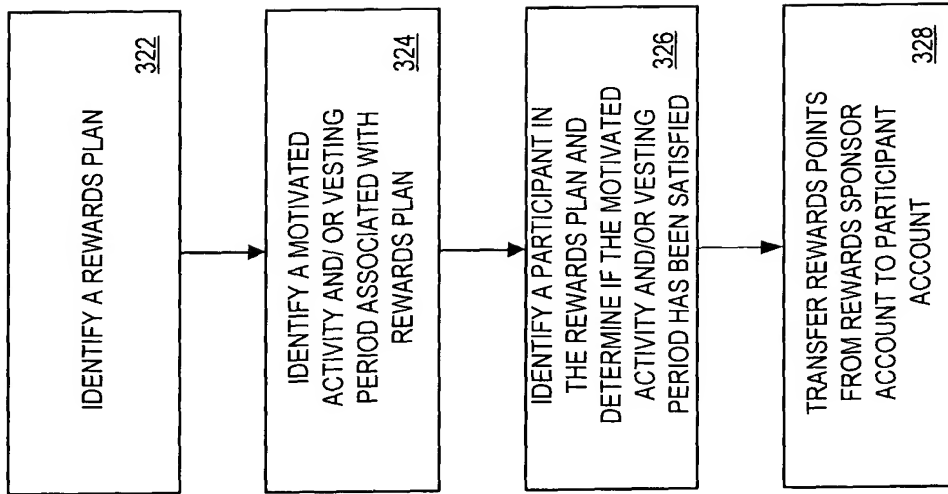 IDENTIFY A REWARDS PLAN
322
IDENTIFY A MOTIVATED
ACTIVITY AND/ OR VESTING
PERIOD ASSOCIATED WITH
REWARDS PLAN
324
IDENTIFY A PARTICIPANT IN
THE REWARDS PLAN AND
DETERMINE IF THE MOTIVATED
ACTIVITY AND/OR VESTING
PERIOD HAS BEEN SATISFIED
326
TRANSFER REWARDS POINTS
FROM REWARDS SPONSOR
ACCOUNT TO PARTICIPANT
ACCOUNT
328